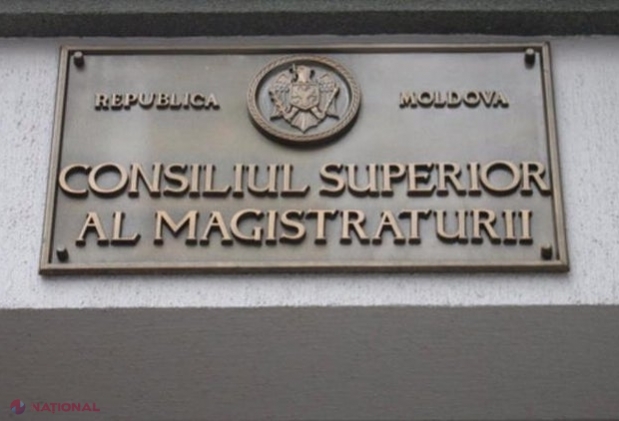 REPUBLICA MOLDOVA
CONSILIUL SUPERIOR
AL MAGISTRATURII
NATIONAL